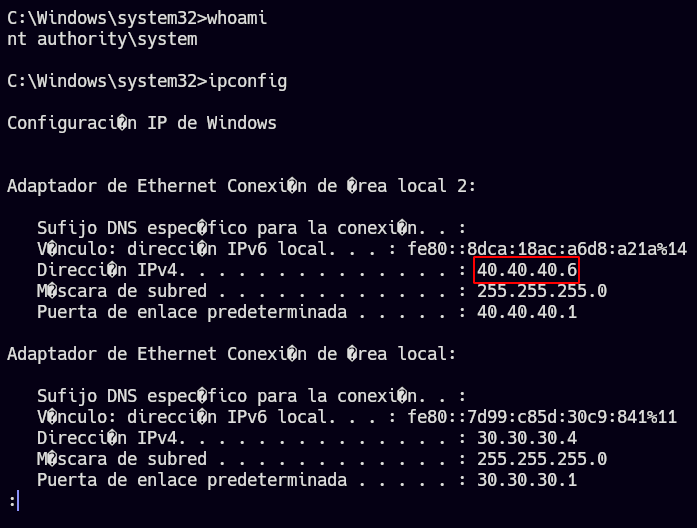 C:\Windows\system32>whoami
nt authority\system
C:\Windows\system32>ipconfig
Configuraci�n IP de Windows
Adaptador de Ethernet Conexi�n de �rea local 2:
Sufijo DNS espec�fico para la conexi�n. . :
V�nculo: direcci�n IPv6 local. . . : fe80::8dca:18ac:a6d8:a21a%14
Direcci�n IPv4. . . . . . . . . . . . . . : 40.40.40.6
M�scara de subred . . . . . . . . . . . . : 255.255.255.0
Puerta de enlace predeterminada . . . . . : 40.40.40.1
Adaptador de Ethernet Conexi�n de �rea local:
Sufijo DNS espec�fico para la conexi�n. . :
V�nculo: direcci�n IPv6 local. . . : fe80::7d99:c85d:30c9:841%11
Direcci�n IPv4. . . . . . . . . . . . . . : 30.30.30.4
M�scara de subred . . . . . . . . . . . . : 255.255.255.0
Puerta de enlace predeterminada . . . . . : 30.30.30.1
: